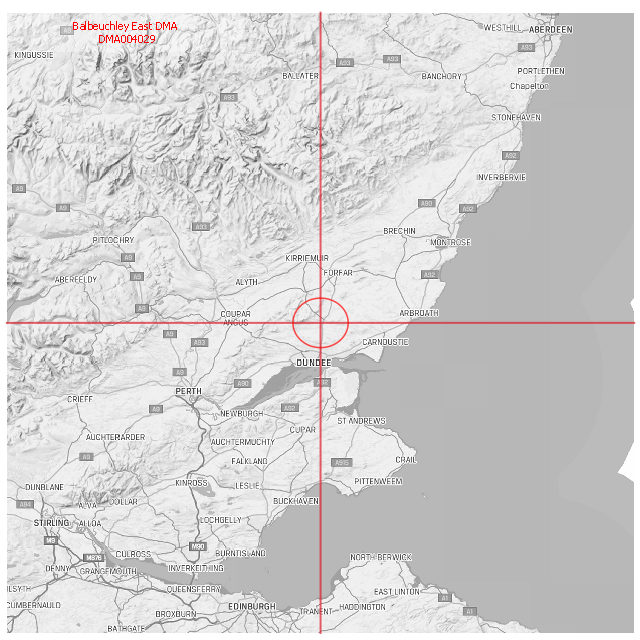 Balbeuchley East DMA
DMA004029
WESTHILL
ABERDEEN
KINGUSSIE
A93
A93
A93
BALLATER
BANCHORY
PORTLETHEN
Chapelton
A93
STONEHAVEN
A92
INVERBERVIE
A9
A9
A90
A92
A93
BRECHIN
PITLOCHRY
MONTROSE
A9
KIRRIEMUIR
FORFAR
A9
A92
ABERFELDY
ALYTH
A9
COUPAR
ANGUS
ARBROATH
A9
A93
CARNOUSTIE
DUNDEE
A9
A90
A92
PERTH
CRIEFF
A9
NEWBURGH
A92
ST ANDREWS
CUPAR
AUCHTERARDER
AUCHTERMUCHTY
A9
FALKLAND
A915
CRAIL
KINROSS
LESLIE
PITTENWEEM
DUNBLANE
A84
ALVA
DOLLAR
BUCKHAVEN
STIRLING
ALLOA
LOCHGELLY
M9
M90
CULROSS
BURNTISLAND
M876
NORTH BERWICK
DENNY
GRANGEMOUTH
INVERKEITHING
QUEENSFERRY
EAST LINTON
A1
LSYTH
CUMBERNAULD
BROXBURN
EDINBURGH
TRANENT
HADDINGTON
A1
BATHGATE